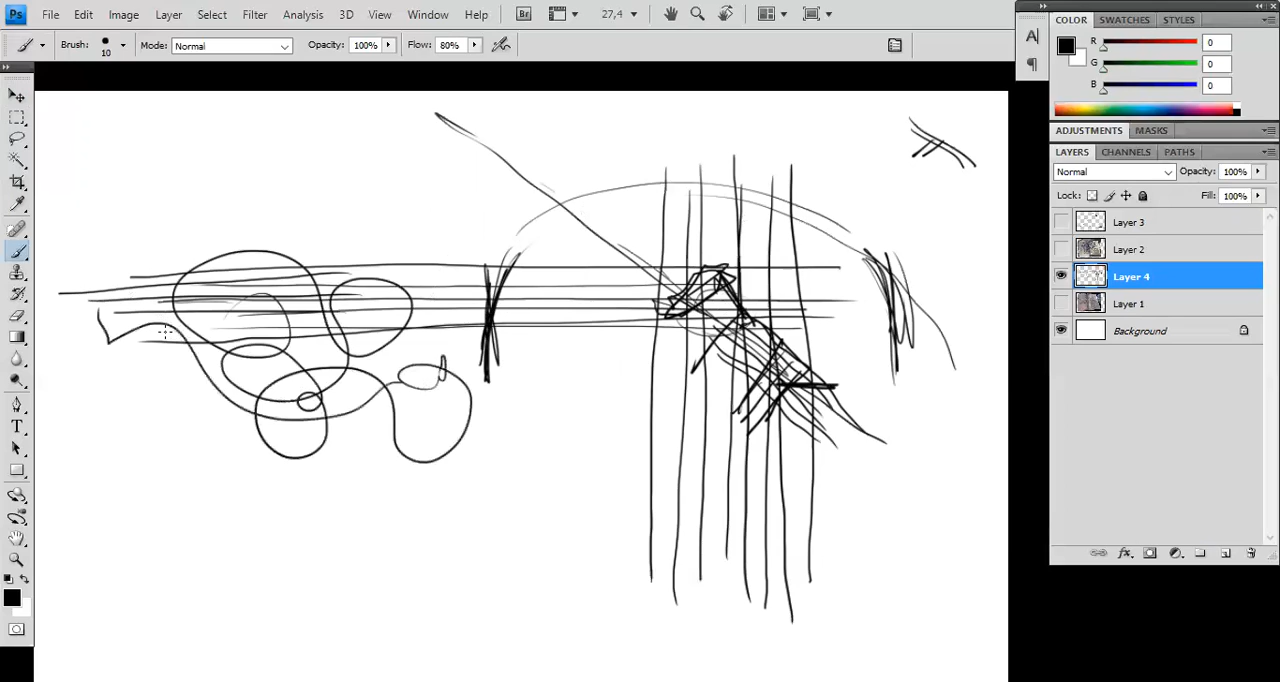 Ps File Edit Image Layer Select Filter Analysis 3D View Window Help Br 27,4
Brush: 10 Mode: Normal Opacity: 100% Flow: 80%
COLOR SWATCHES STYLES
R 0
G 0
B 0
ADJUSTMENTS MASKS
LAYERS CHANNELS PATHS
Normal Opacity: 100%
Lock: Fill: 100%
Layer 3
Layer 2
Layer 4
Layer 1
Background